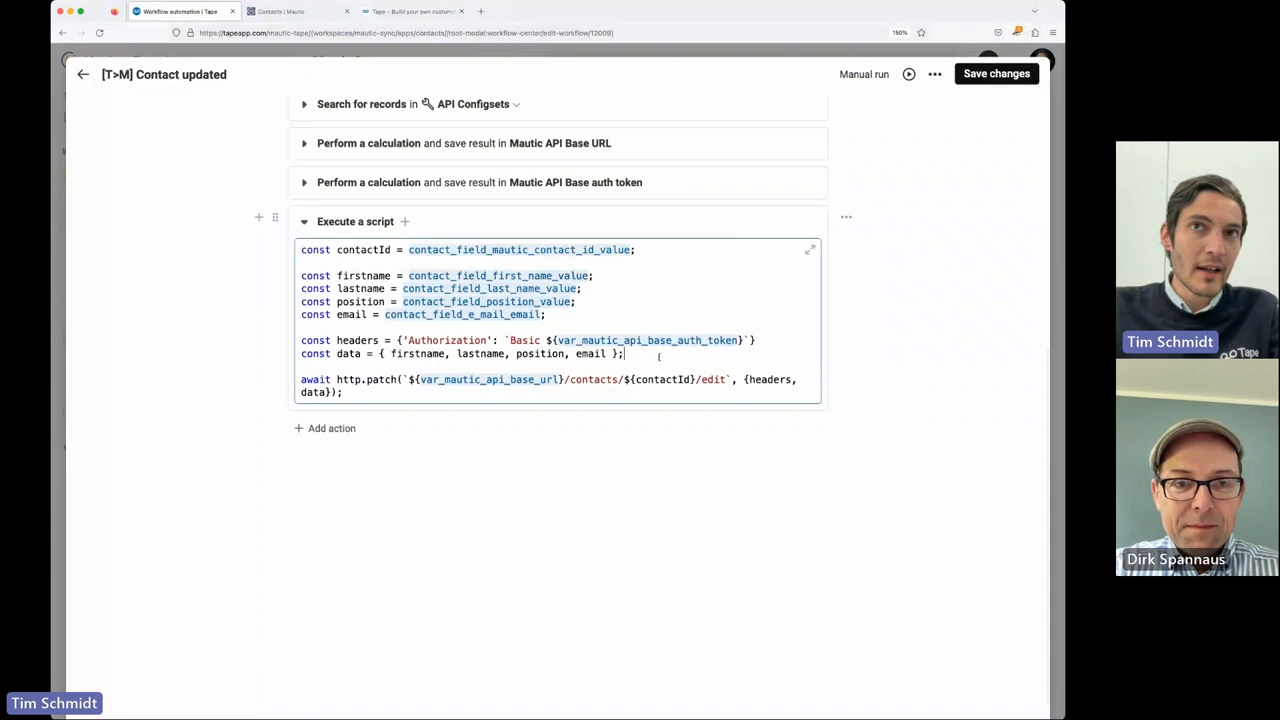 Workflow automation | Tape
Contacts | Mautic
Tape – Build your own custom
https://tapeapp.com/mautic-tape/(workspaces/mautic-sync/apps/contacts//root-modal:workflow-center/edit-workflow/12009)
150%
[T>M] Contact updated
Manual run
Save changes
Search for records in API Configsets
Perform a calculation and save result in Mautic API Base URL
Perform a calculation and save result in Mautic API Base auth token
Execute a script
const contactId = contact_field_mautic_contact_id_value;
const firstname = contact_field_first_name_value;
const lastname = contact_field_last_name_value;
const position = contact_field_position_value;
const email = contact_field_e_mail_email;
const headers = {'Authorization': `Basic ${var_mautic_api_base_auth_token}`}
const data = { firstname, lastname, position, email };
await http.patch(`${var_mautic_api_base_url}/contacts/${contactId}/edit`, {headers,
data});
Add action
Tape
Tim Schmidt
Dirk Spannaus
Tim Schmidt